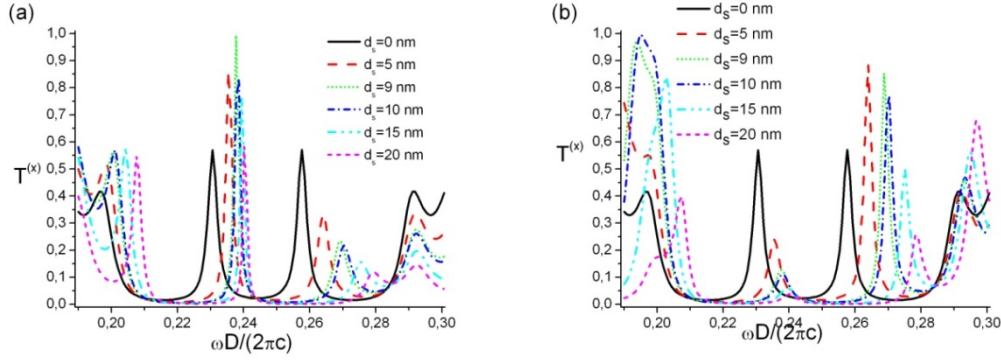 (a)
d_s=0 nm
d_s=5 nm
d_s=9 nm
d_s=10 nm
d_s=15 nm
d_s=20 nm
1,0
0,9
0,8
0,7
0,6
0,5
0,4
0,3
0,2
0,1
0,0
T^(x)
0,20 0,22 0,24 0,26 0,28 0,30
ωD/(2πc)
(b)
d_s=0 nm
d_s=5 nm
d_s=9 nm
d_s=10 nm
d_s=15 nm
d_s=20 nm
1,0
0,9
0,8
0,7
0,6
0,5
0,4
0,3
0,2
0,1
0,0
T^(x)
0,20 0,22 0,24 0,26 0,28 0,30
ωD/(2πc)